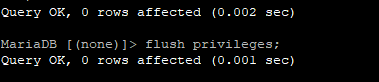 Query OK, 0 rows affected (0.002 sec)
MariaDB [(none)]> flush privileges;
Query OK, 0 rows affected (0.001 sec)